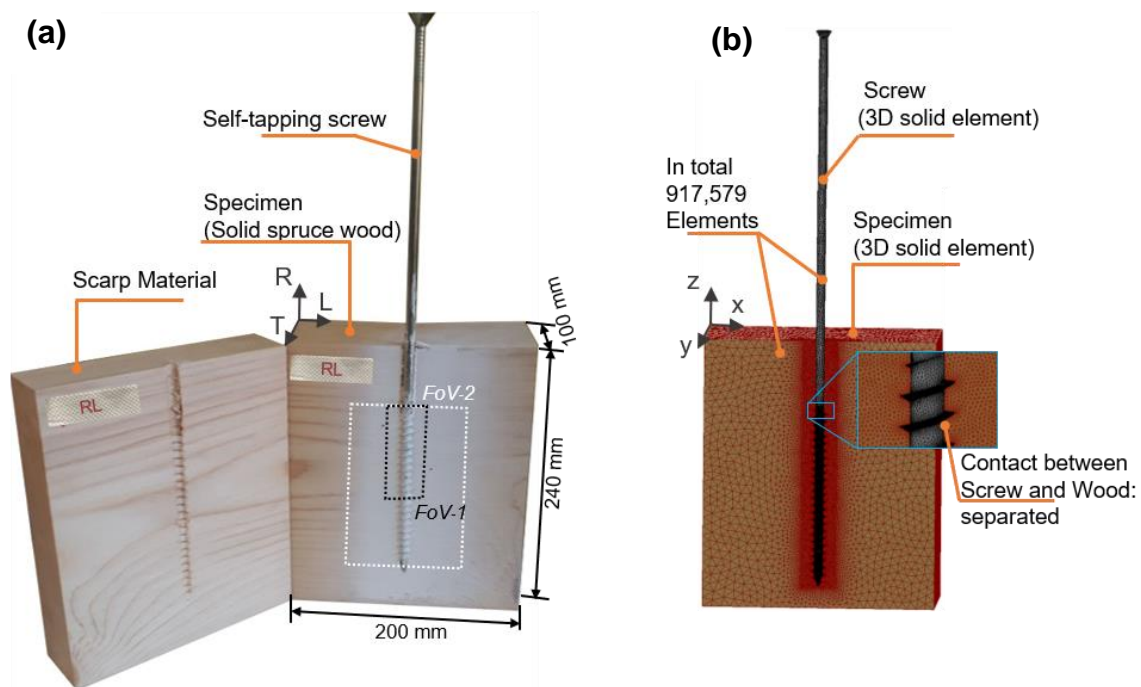 (a)
Self-tapping screw
Specimen
(Solid spruce wood)
Scarp Material
R
L
T
RL
RL
FoV-2
FoV-1
100 mm
240 mm
200 mm
(b)
Screw
(3D solid element)
In total
917,579
Elements
Specimen
(3D solid element)
z
x
y
Contact between
Screw and Wood:
separated